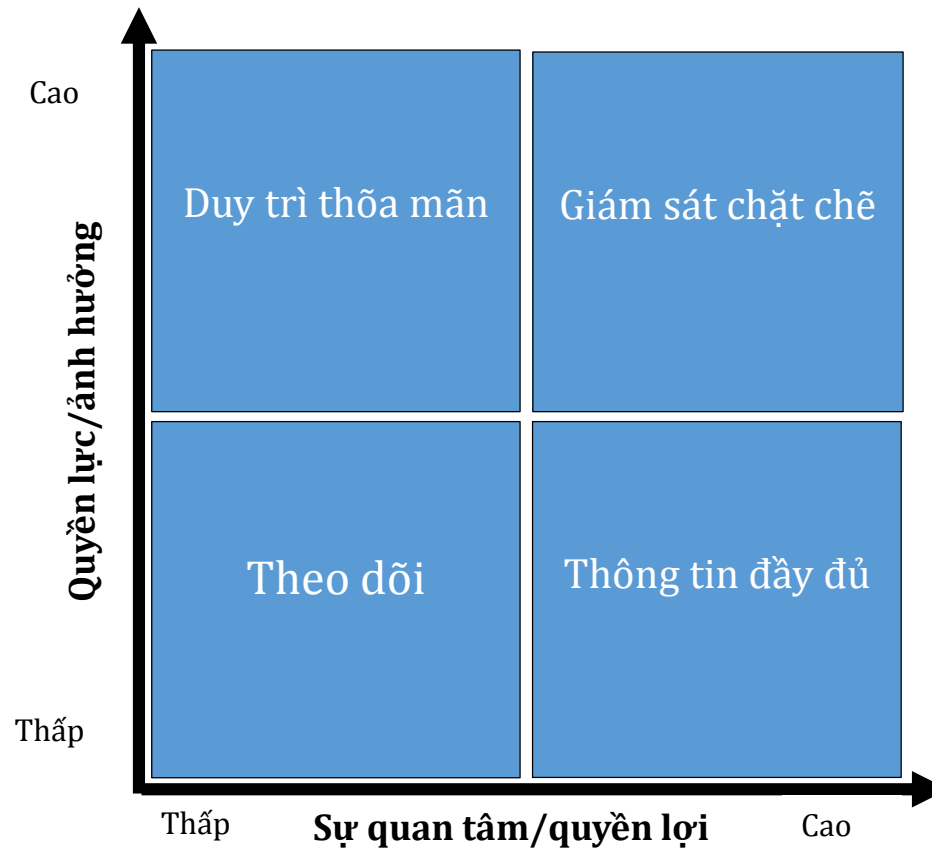 Cao
Duy trì thõa mãn
Giám sát chặt chẽ
Quyền lực/ảnh hưởng
Theo dõi
Thông tin đầy đủ
Thấp
Thấp
Sự quan tâm/quyền lợi
Cao